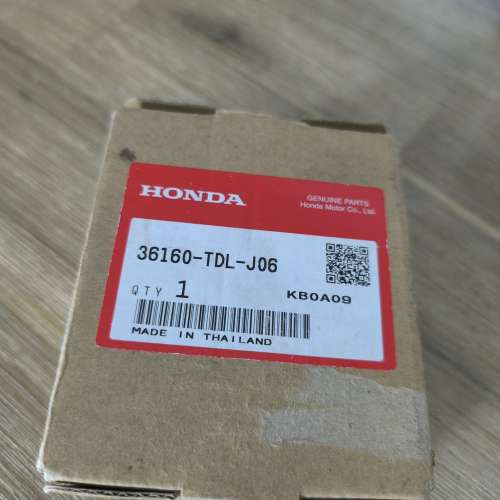 HONDA
GENUINE PARTS
Honda Motor Co., Ltd.
36160-TDL-J06
QTY 1
KB0A09
MADE IN THAILAND